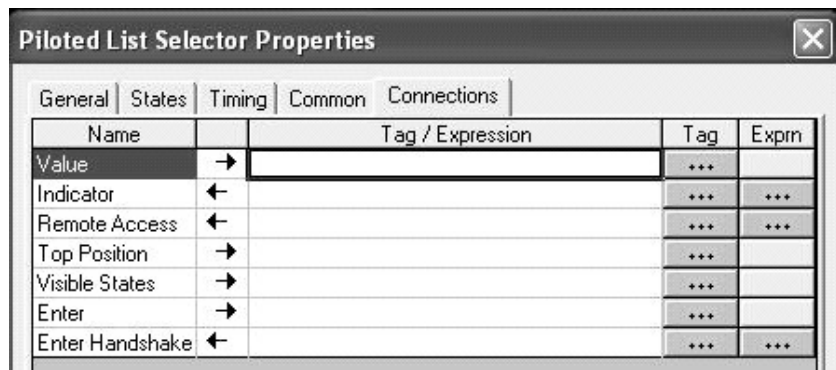 Piloted List Selector Properties
General States Timing Common Connections
Name Tag / Expression Tag Exprn
Value → ...
Indicator ← ... ...
Remote Access ← ... ...
Top Position → ...
Visible States → ...
Enter → ...
Enter Handshake ← ... ...